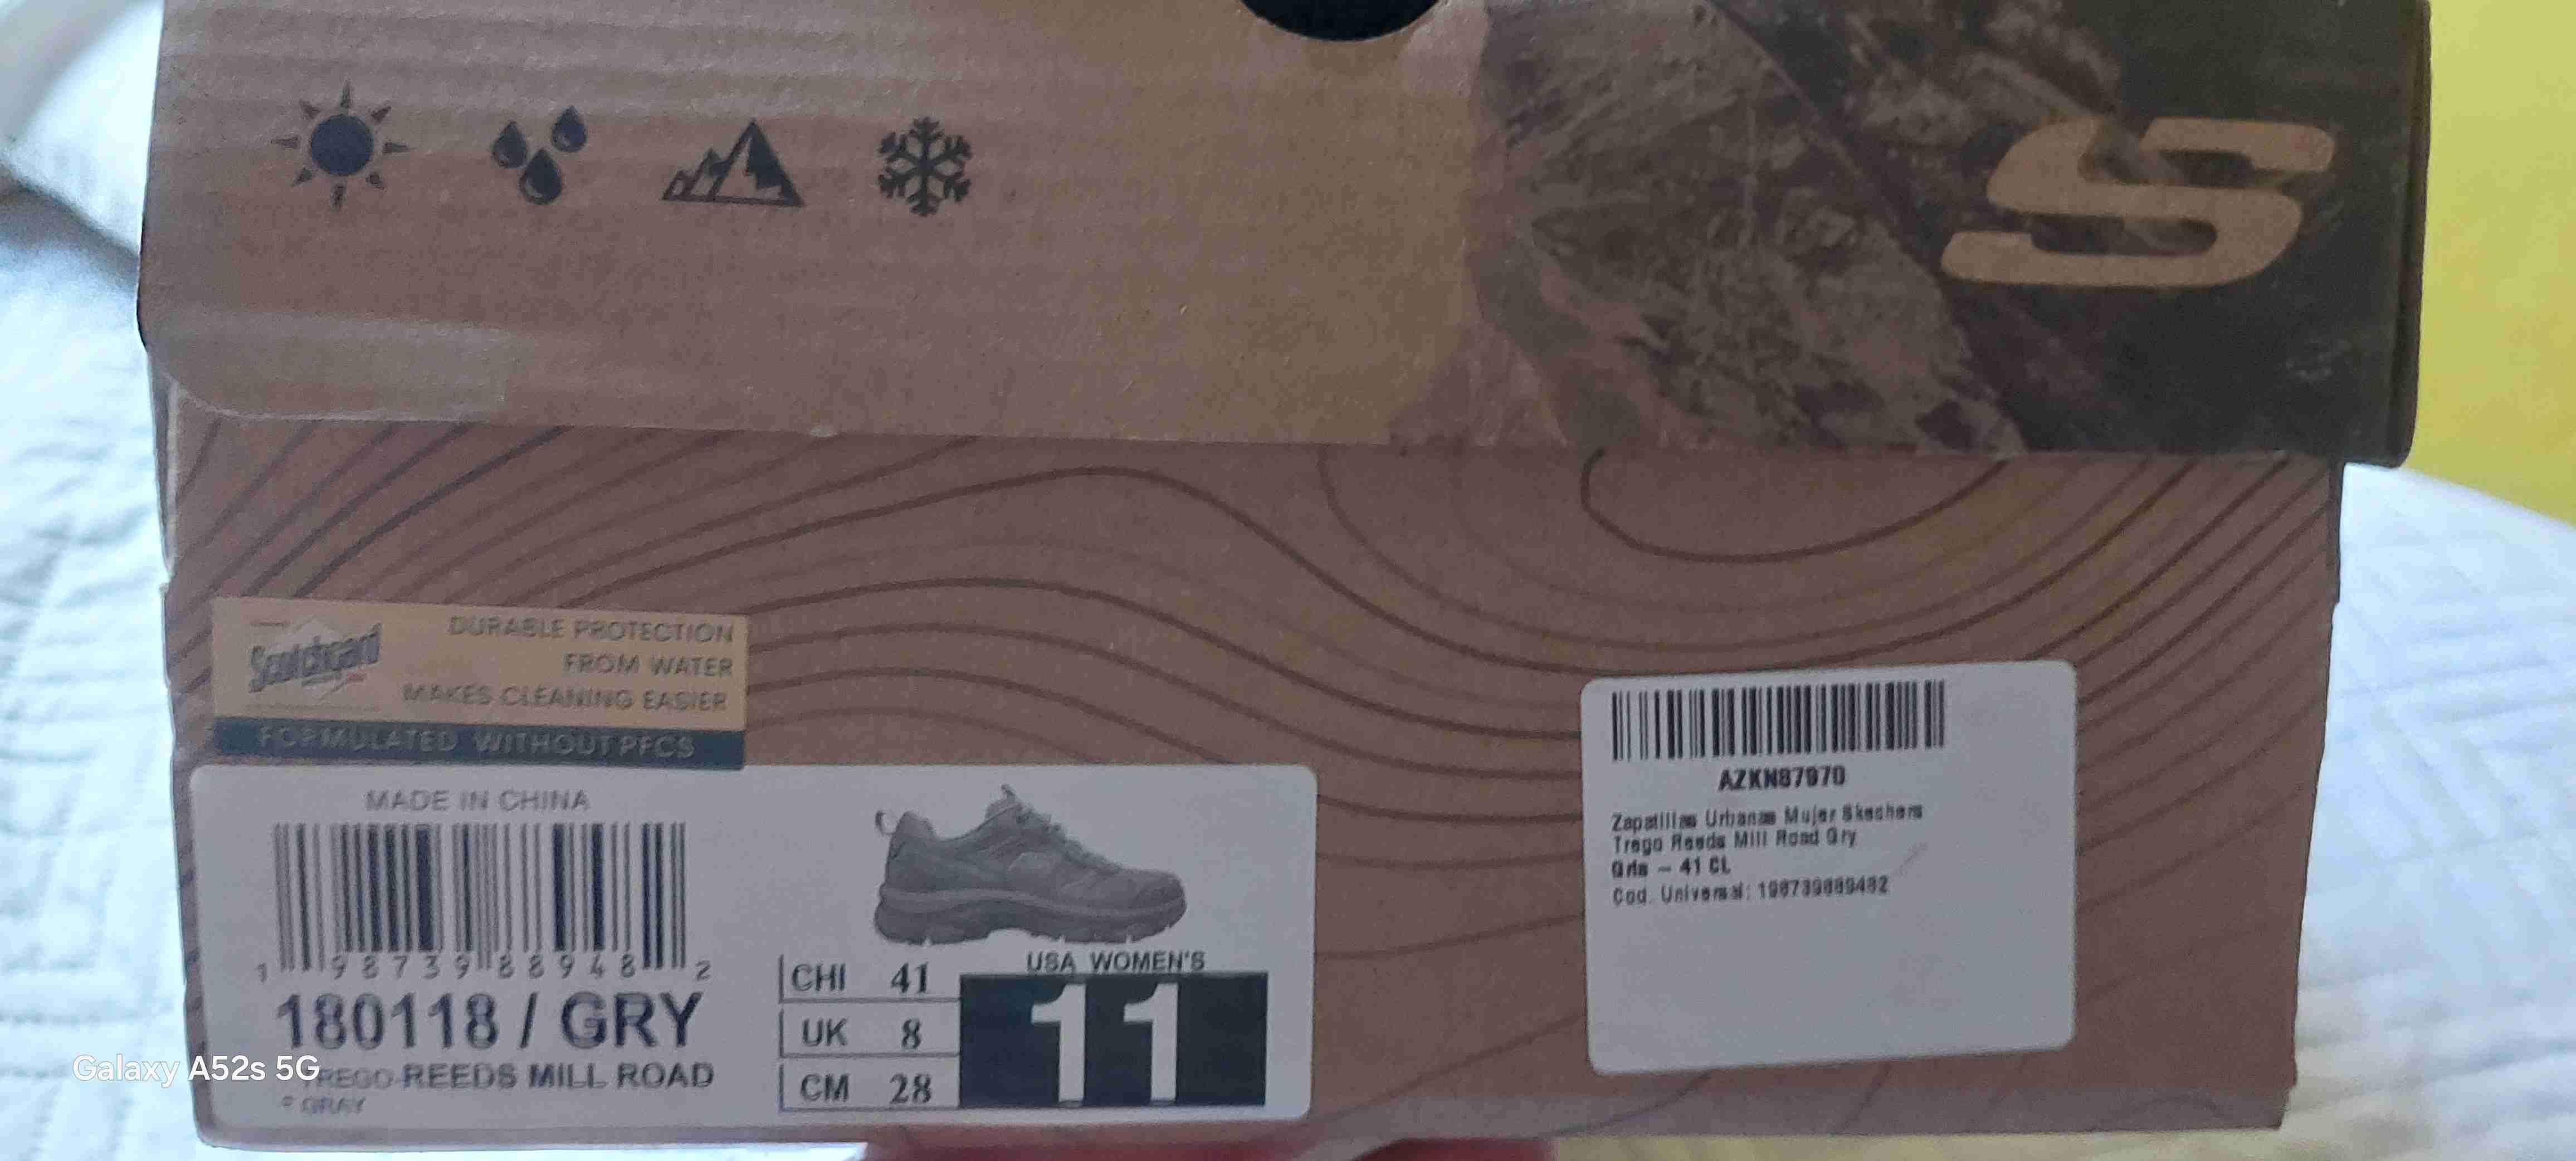 S
Scotchgard
DURABLE PROTECTION
FROM WATER
MAKES CLEANING EASIER
FORMULATED WITHOUT PFCS
MADE IN CHINA
1 98739 88948 2
180118 / GRY
TREGO-REEDS MILL ROAD
GRAY
CHI 41
UK 8
CM 28
USA WOMEN'S
11
AZKN87970
Zapatillas Urbanas Mujer Skechers
Trego Reeds Mill Road Gry
Gris - 41 CL
Cod. Universal: 198739889482
Galaxy A52s 5G